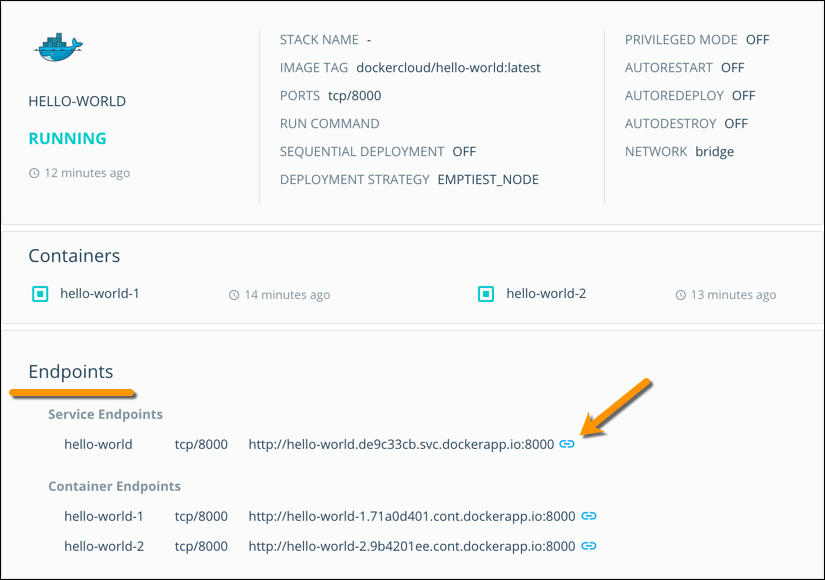 HELLO-WORLD
RUNNING
12 minutes ago
STACK NAME -
IMAGE TAG dockercloud/hello-world:latest
PORTS tcp/8000
RUN COMMAND
SEQUENTIAL DEPLOYMENT OFF
DEPLOYMENT STRATEGY EMPTIEST_NODE
PRIVILEGED MODE OFF
AUTORESTART OFF
AUTOREDEPLOY OFF
AUTODESTROY OFF
NETWORK bridge
Containers
hello-world-1 14 minutes ago hello-world-2 13 minutes ago
Endpoints
Service Endpoints
hello-world tcp/8000 http://hello-world.de9c33cb.svc.dockerapp.io:8000
Container Endpoints
hello-world-1 tcp/8000 http://hello-world-1.71a0d401.cont.dockerapp.io:8000
hello-world-2 tcp/8000 http://hello-world-2.9b4201ee.cont.dockerapp.io:8000